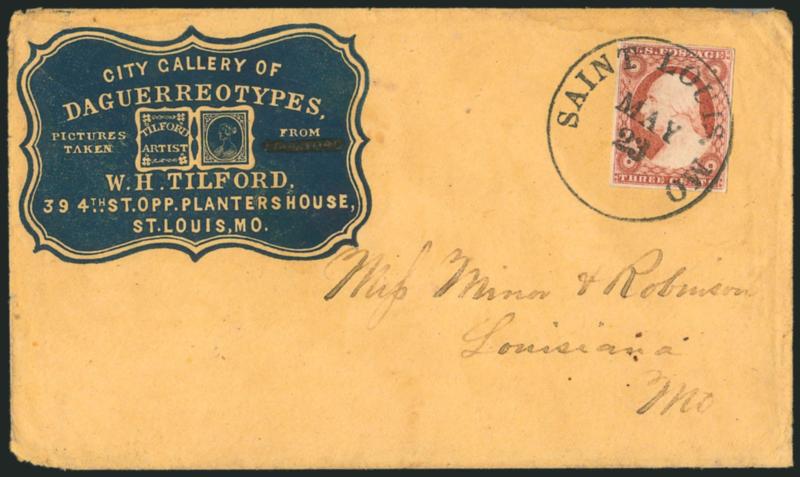 CITY GALLERY OF
DAGUERREOTYPES,
PICTURES TAKEN
TILFORD
ARTIST
FROM
W.H.TILFORD,
39 4TH ST.OPP.PLANTERS HOUSE,
ST.LOUIS,MO.
SAINT LOUIS. MO
MAY
23
U.S. POSTAGE
THREE CENTS
Miss Minor & Robinson
Louisiana
Mo